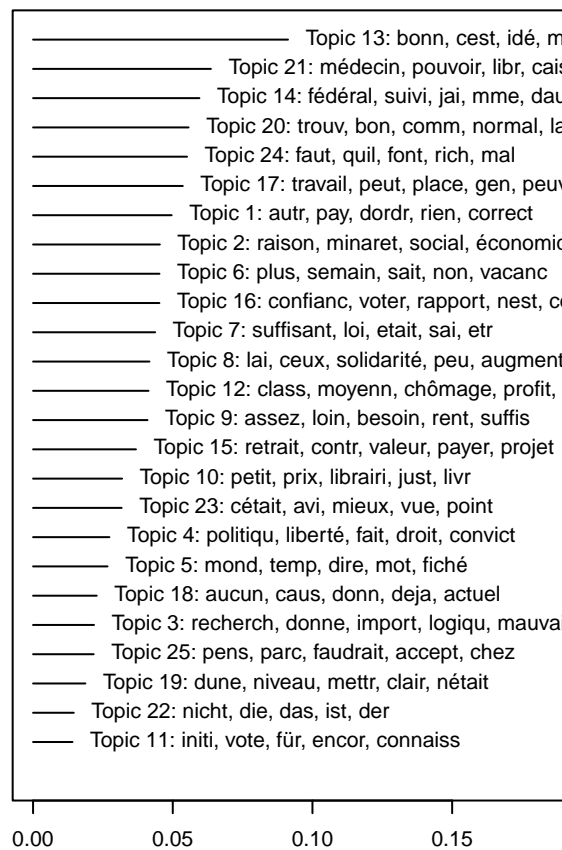 Topic 13: bonn, cest, idé, m
Topic 21: médecin, pouvoir, libr, cais
Topic 14: fédéral, suivi, jai, mme, dau
Topic 20: trouv, bon, comm, normal, la
Topic 24: faut, quil, font, rich, mal
Topic 17: travail, peut, place, gen, peuv
Topic 1: autr, pay, dordr, rien, correct
Topic 2: raison, minaret, social, économic
Topic 6: plus, semain, sait, non, vacanc
Topic 16: confianc, voter, rapport, nest, co
Topic 7: suffisant, loi, etait, sai, etr
Topic 8: lai, ceux, solidarité, peu, augment
Topic 12: class, moyenn, chômage, profit,
Topic 9: assez, loin, besoin, rent, suffis
Topic 15: retrait, contr, valeur, payer, projet
Topic 10: petit, prix, librairi, just, livr
Topic 23: cétait, avi, mieux, vue, point
Topic 4: politiqu, liberté, fait, droit, convict
Topic 5: mond, temp, dire, mot, fiché
Topic 18: aucun, caus, donn, deja, actuel
Topic 3: recherch, donne, import, logiqu, mauvai
Topic 25: pens, parc, faudrait, accept, chez
Topic 19: dune, niveau, mettr, clair, nétait
Topic 22: nicht, die, das, ist, der
Topic 11: initi, vote, für, encor, connaiss
0.00 0.05 0.10 0.15